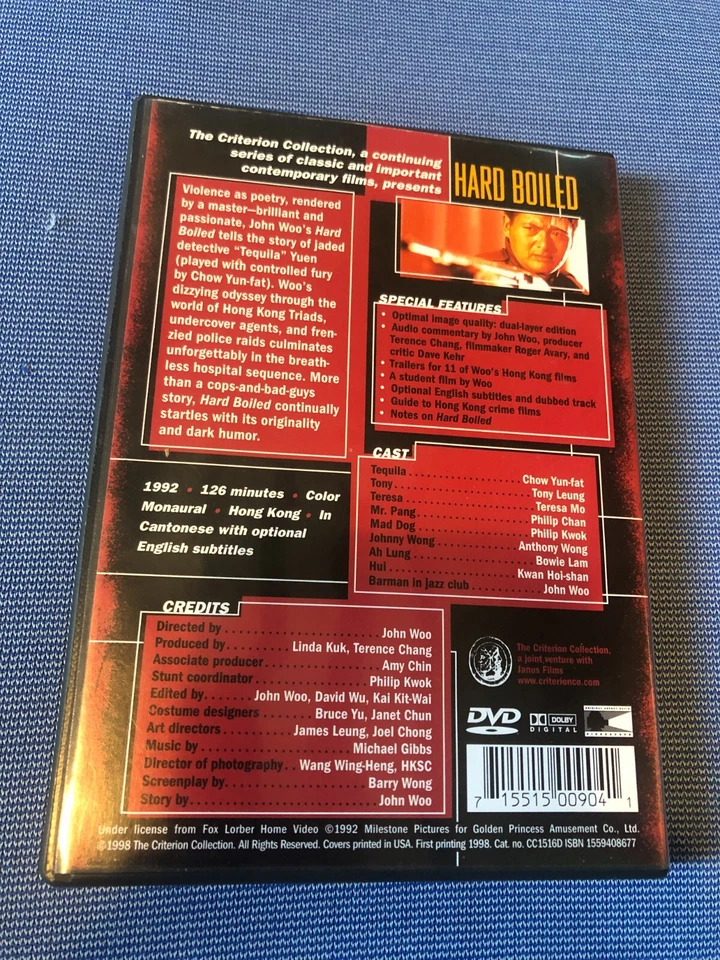 The Criterion Collection, a continuing
series of classic and important
contemporary films, presents
HARD BOILED
Violence as poetry, rendered
by a master—brilliant and
passionate, John Woo's Hard
Boiled tells the story of jaded
detective "Tequila" Yuen
(played with controlled fury
by Chow Yun-fat). Woo's
dizzying odyssey through the
world of Hong Kong Triads,
undercover agents, and fren-
zied police raids culminates
unforgettably in the breath-
less hospital sequence. More
than a cops-and-bad-guys
story, Hard Boiled continually
startles with its originality
and dark humor.
SPECIAL FEATURES
• Optimal image quality: dual-layer edition
• Audio commentary by John Woo, producer
Terence Chang, filmmaker Roger Avary, and
critic Dave Kehr
• Trailers for 11 of Woo's Hong Kong films
• A student film by Woo
• Optional English subtitles and dubbed track
• Guide to Hong Kong crime films
• Notes on Hard Boiled
CAST
Tequila . . . . . . . . . . . . . . . . . . . Chow Yun-fat
Tony . . . . . . . . . . . . . . . . . . . . . Tony Leung
Teresa . . . . . . . . . . . . . . . . . . . . Teresa Mo
Mr. Pang . . . . . . . . . . . . . . . . . . Philip Chan
Mad Dog . . . . . . . . . . . . . . . . . . Philip Kwok
Johnny Wong . . . . . . . . . . . . . . Anthony Wong
Ah Lung . . . . . . . . . . . . . . . . . . . Bowie Lam
Hui . . . . . . . . . . . . . . . . . . . . Kwan Hoi-shan
Barman in jazz club . . . . . . . . . . . . John Woo
1992 • 126 minutes • Color
Monaural • Hong Kong • In
Cantonese with optional
English subtitles
CREDITS
Directed by . . . . . . . . . . . . . . . . . . . . John Woo
Produced by . . . . . . . . . Linda Kuk, Terence Chang
Associate producer . . . . . . . . . . . . . . . Amy Chin
Stunt coordinator . . . . . . . . . . . . . . . Philip Kwok
Edited by . . . . . . John Woo, David Wu, Kai Kit-Wai
Costume designers . . . . . . . Bruce Yu, Janet Chun
Art directors . . . . . . . . . James Leung, Joel Chong
Music by . . . . . . . . . . . . . . . . . . . . Michael Gibbs
Director of photography . . Wang Wing-Heng, HKSC
Screenplay by . . . . . . . . . . . . . . . . . . Barry Wong
Story by . . . . . . . . . . . . . . . . . . . . . . . John Woo
The Criterion Collection,
a joint venture with
Janus Films
www.criterionco.com
DVD
DOLBY
DIGITAL
7 15515 00904 1
Under license from Fox Lorber Home Video ©1992 Milestone Pictures for Golden Princess Amusement Co., Ltd.
©1998 The Criterion Collection. All Rights Reserved. Covers printed in USA. First printing 1998. Cat. no. CC1516D ISBN 1559408677